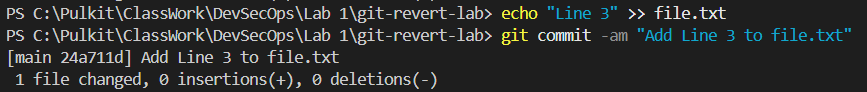 PS C:\Pulkit\ClassWork\DevSecOps\Lab 1\git-revert-lab> echo "Line 3" >> file.txt
PS C:\Pulkit\ClassWork\DevSecOps\Lab 1\git-revert-lab> git commit -am "Add Line 3 to file.txt"
[main 24a711d] Add Line 3 to file.txt
 1 file changed, 0 insertions(+), 0 deletions(-)